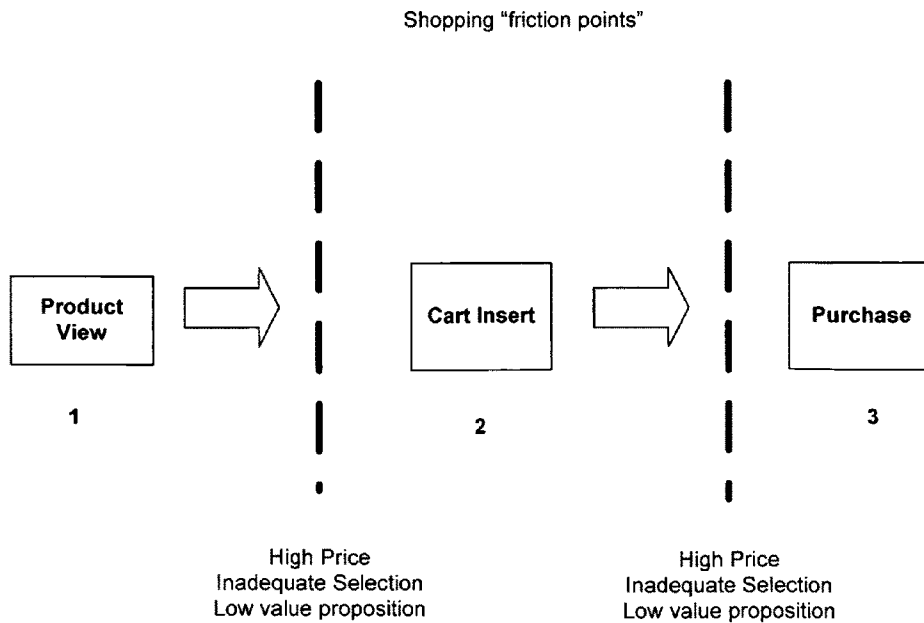 Shopping “friction points”
Product
View
Cart Insert
Purchase
1
2
3
High Price
Inadequate Selection
Low value proposition
High Price
Inadequate Selection
Low value proposition